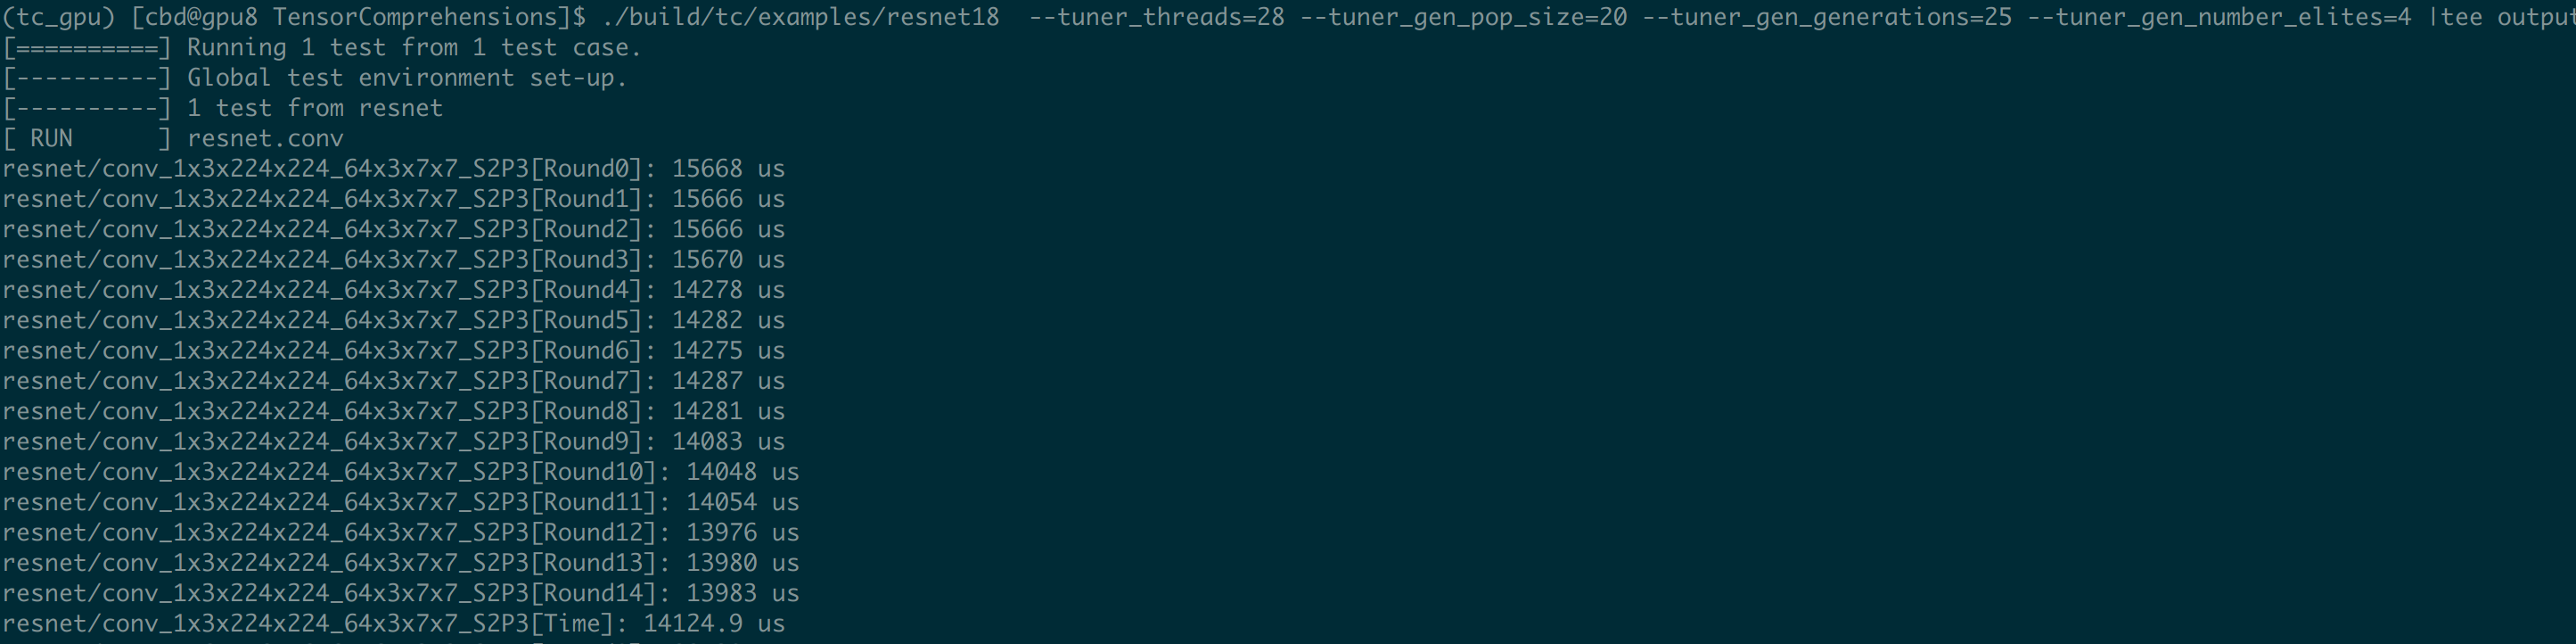 (tc_gpu) [cbd@gpu8 TensorComprehensions]$ ./build/tc/examples/resnet18  --tuner_threads=28 --tuner_gen_pop_size=20 --tuner_gen_generations=25 --tuner_gen_number_elites=4 |tee output
[==========] Running 1 test from 1 test case.
[----------] Global test environment set-up.
[----------] 1 test from resnet
[ RUN      ] resnet.conv
resnet/conv_1x3x224x224_64x3x7x7_S2P3[Round0]: 15668 us
resnet/conv_1x3x224x224_64x3x7x7_S2P3[Round1]: 15666 us
resnet/conv_1x3x224x224_64x3x7x7_S2P3[Round2]: 15666 us
resnet/conv_1x3x224x224_64x3x7x7_S2P3[Round3]: 15670 us
resnet/conv_1x3x224x224_64x3x7x7_S2P3[Round4]: 14278 us
resnet/conv_1x3x224x224_64x3x7x7_S2P3[Round5]: 14282 us
resnet/conv_1x3x224x224_64x3x7x7_S2P3[Round6]: 14275 us
resnet/conv_1x3x224x224_64x3x7x7_S2P3[Round7]: 14287 us
resnet/conv_1x3x224x224_64x3x7x7_S2P3[Round8]: 14281 us
resnet/conv_1x3x224x224_64x3x7x7_S2P3[Round9]: 14083 us
resnet/conv_1x3x224x224_64x3x7x7_S2P3[Round10]: 14048 us
resnet/conv_1x3x224x224_64x3x7x7_S2P3[Round11]: 14054 us
resnet/conv_1x3x224x224_64x3x7x7_S2P3[Round12]: 13976 us
resnet/conv_1x3x224x224_64x3x7x7_S2P3[Round13]: 13980 us
resnet/conv_1x3x224x224_64x3x7x7_S2P3[Round14]: 13983 us
resnet/conv_1x3x224x224_64x3x7x7_S2P3[Time]: 14124.9 us